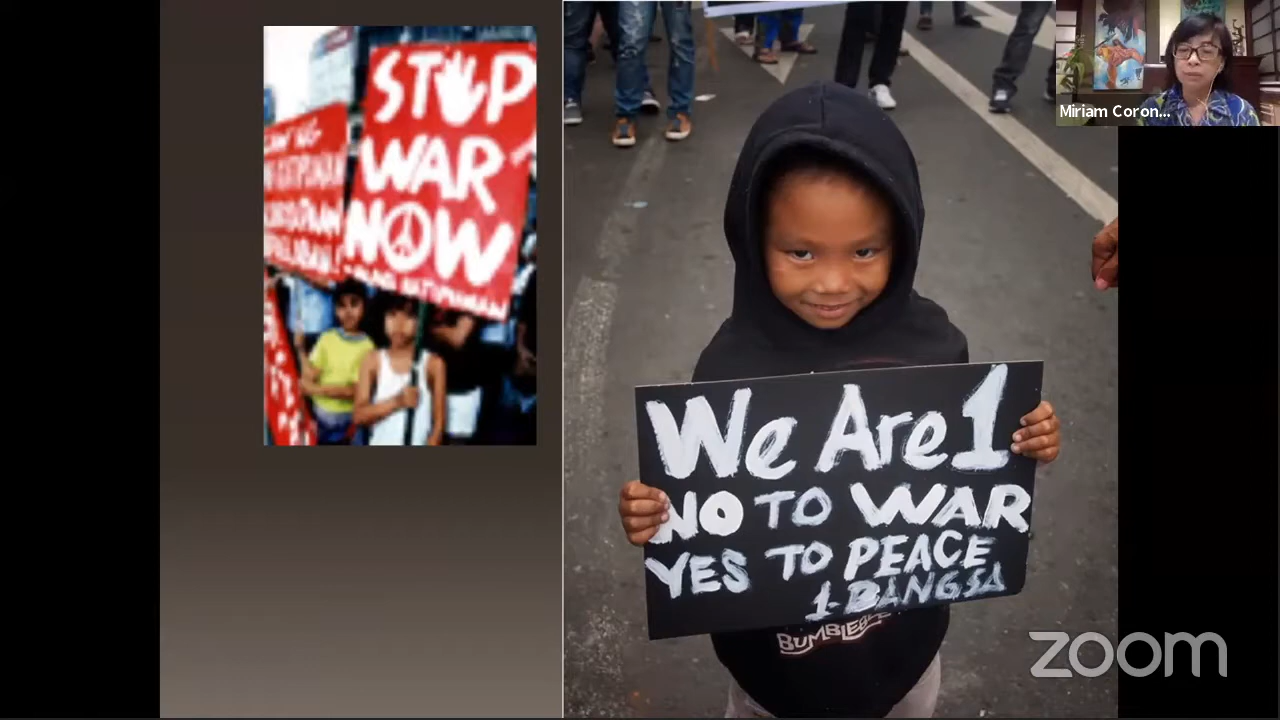 STOP
WAR
NOW
We Are 1
NO TO WAR
YES TO PEACE
1 BANGSA
BUMBLEBEE
Miriam Coron...
zoom